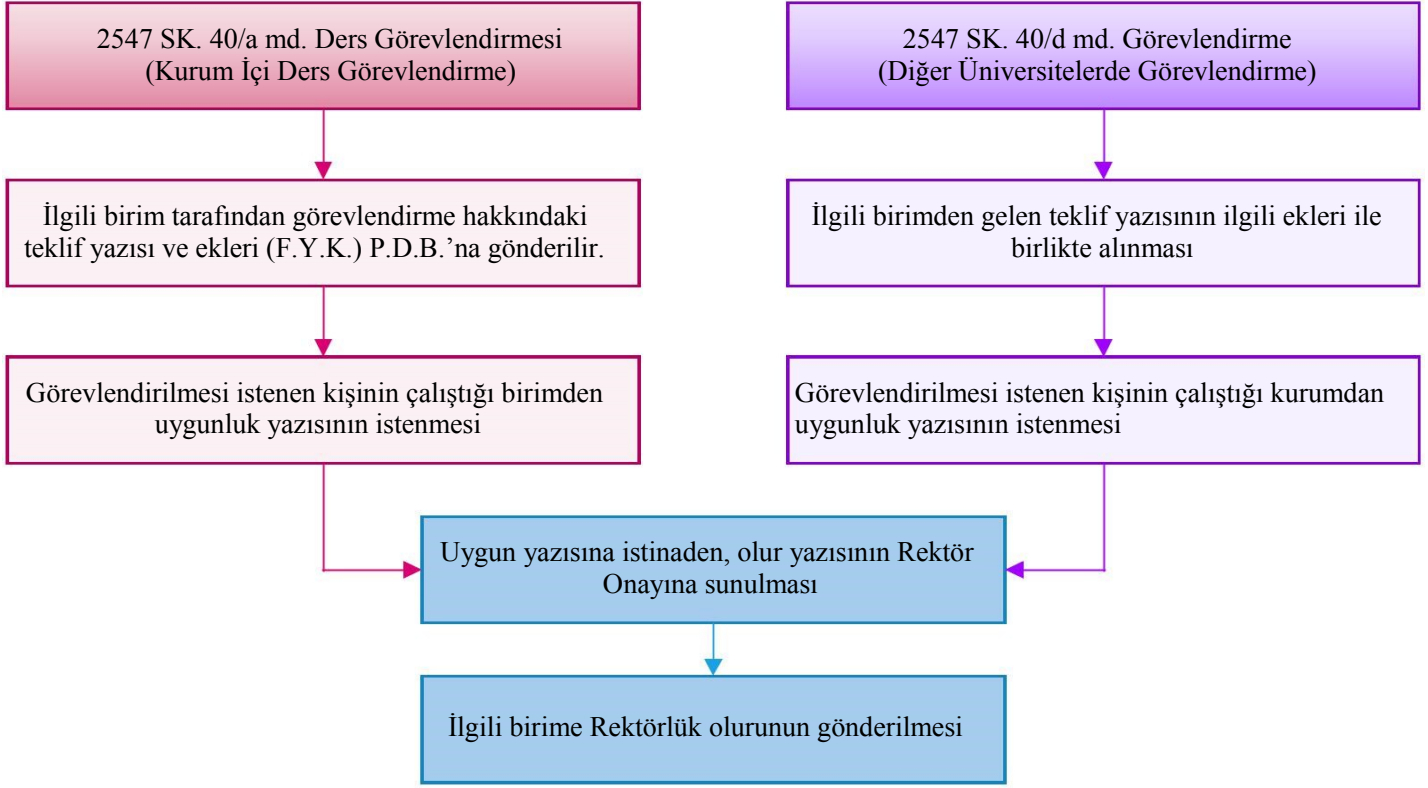 2547 SK. 40/a md. Ders Görevlendirmesi
(Kurum İçi Ders Görevlendirme)
2547 SK. 40/d md. Görevlendirme
(Diğer Üniversitelerde Görevlendirme)
İlgili birim tarafından görevlendirme hakkındaki
teklif yazısı ve ekleri (F.Y.K.) P.D.B.’na gönderilir.
İlgili birimden gelen teklif yazısının ilgili ekleri ile
birlikte alınması
Görevlendirilmesi istenen kişinin çalıştığı birimden
uygunluk yazısının istenmesi
Görevlendirilmesi istenen kişinin çalıştığı kurumdan
uygunluk yazısının istenmesi
Uygun yazısına istinaden, olur yazısının Rektör
Onayına sunulması
İlgili birime Rektörlük olurunun gönderilmesi